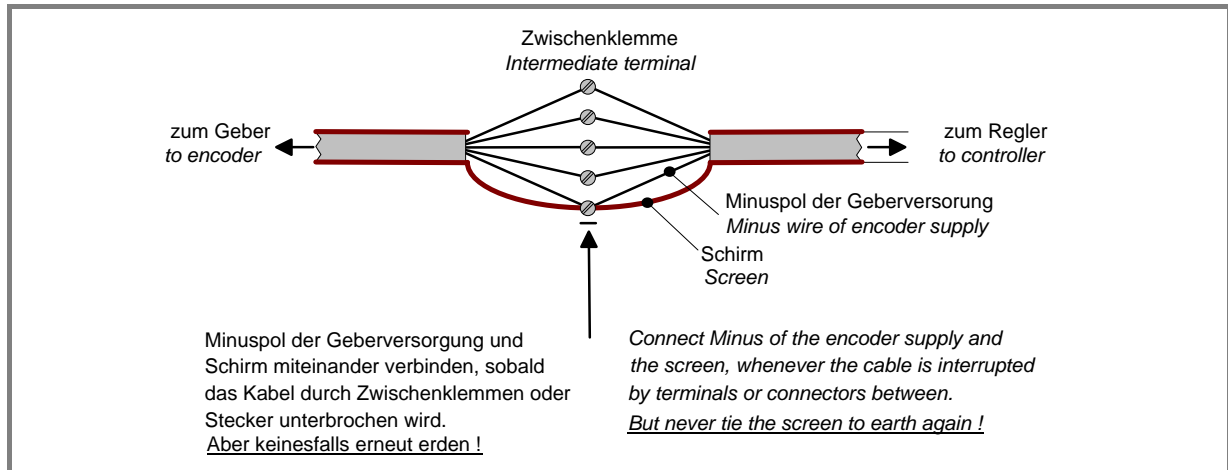 Zwischenklemme
Intermediate terminal
zum Geber
to encoder
zum Regler
to controller
Minuspol der Geberversorung
Minus wire of encoder supply
Schirm
Screen
Minuspol der Geberversorgung und
Schirm miteinander verbinden, sobald
das Kabel durch Zwischenklemmen oder
Stecker unterbrochen wird.
Aber keinesfalls erneut erden !
Connect Minus of the encoder supply and
the screen, whenever the cable is interrupted
by terminals or connectors between.
But never tie the screen to earth again !